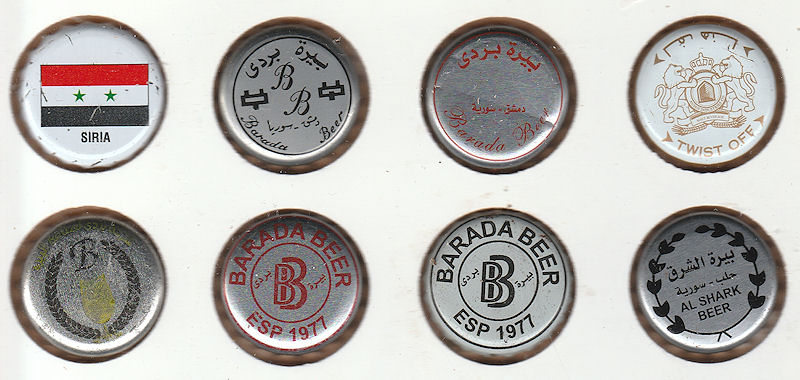 SIRIA
بيرة بردى
B
B
دمشق - سوريا
Barada Beer
بيرة بردى
دمشق - سورية
Barada Beer
TWIST OFF
B
BARADA BEER
بردى
B
بيرة
ESP 1977
BARADA BEER
بردى
B
بيرة
ESP 1977
بيرة الشرق
حلب - سورية
AL SHARK
BEER